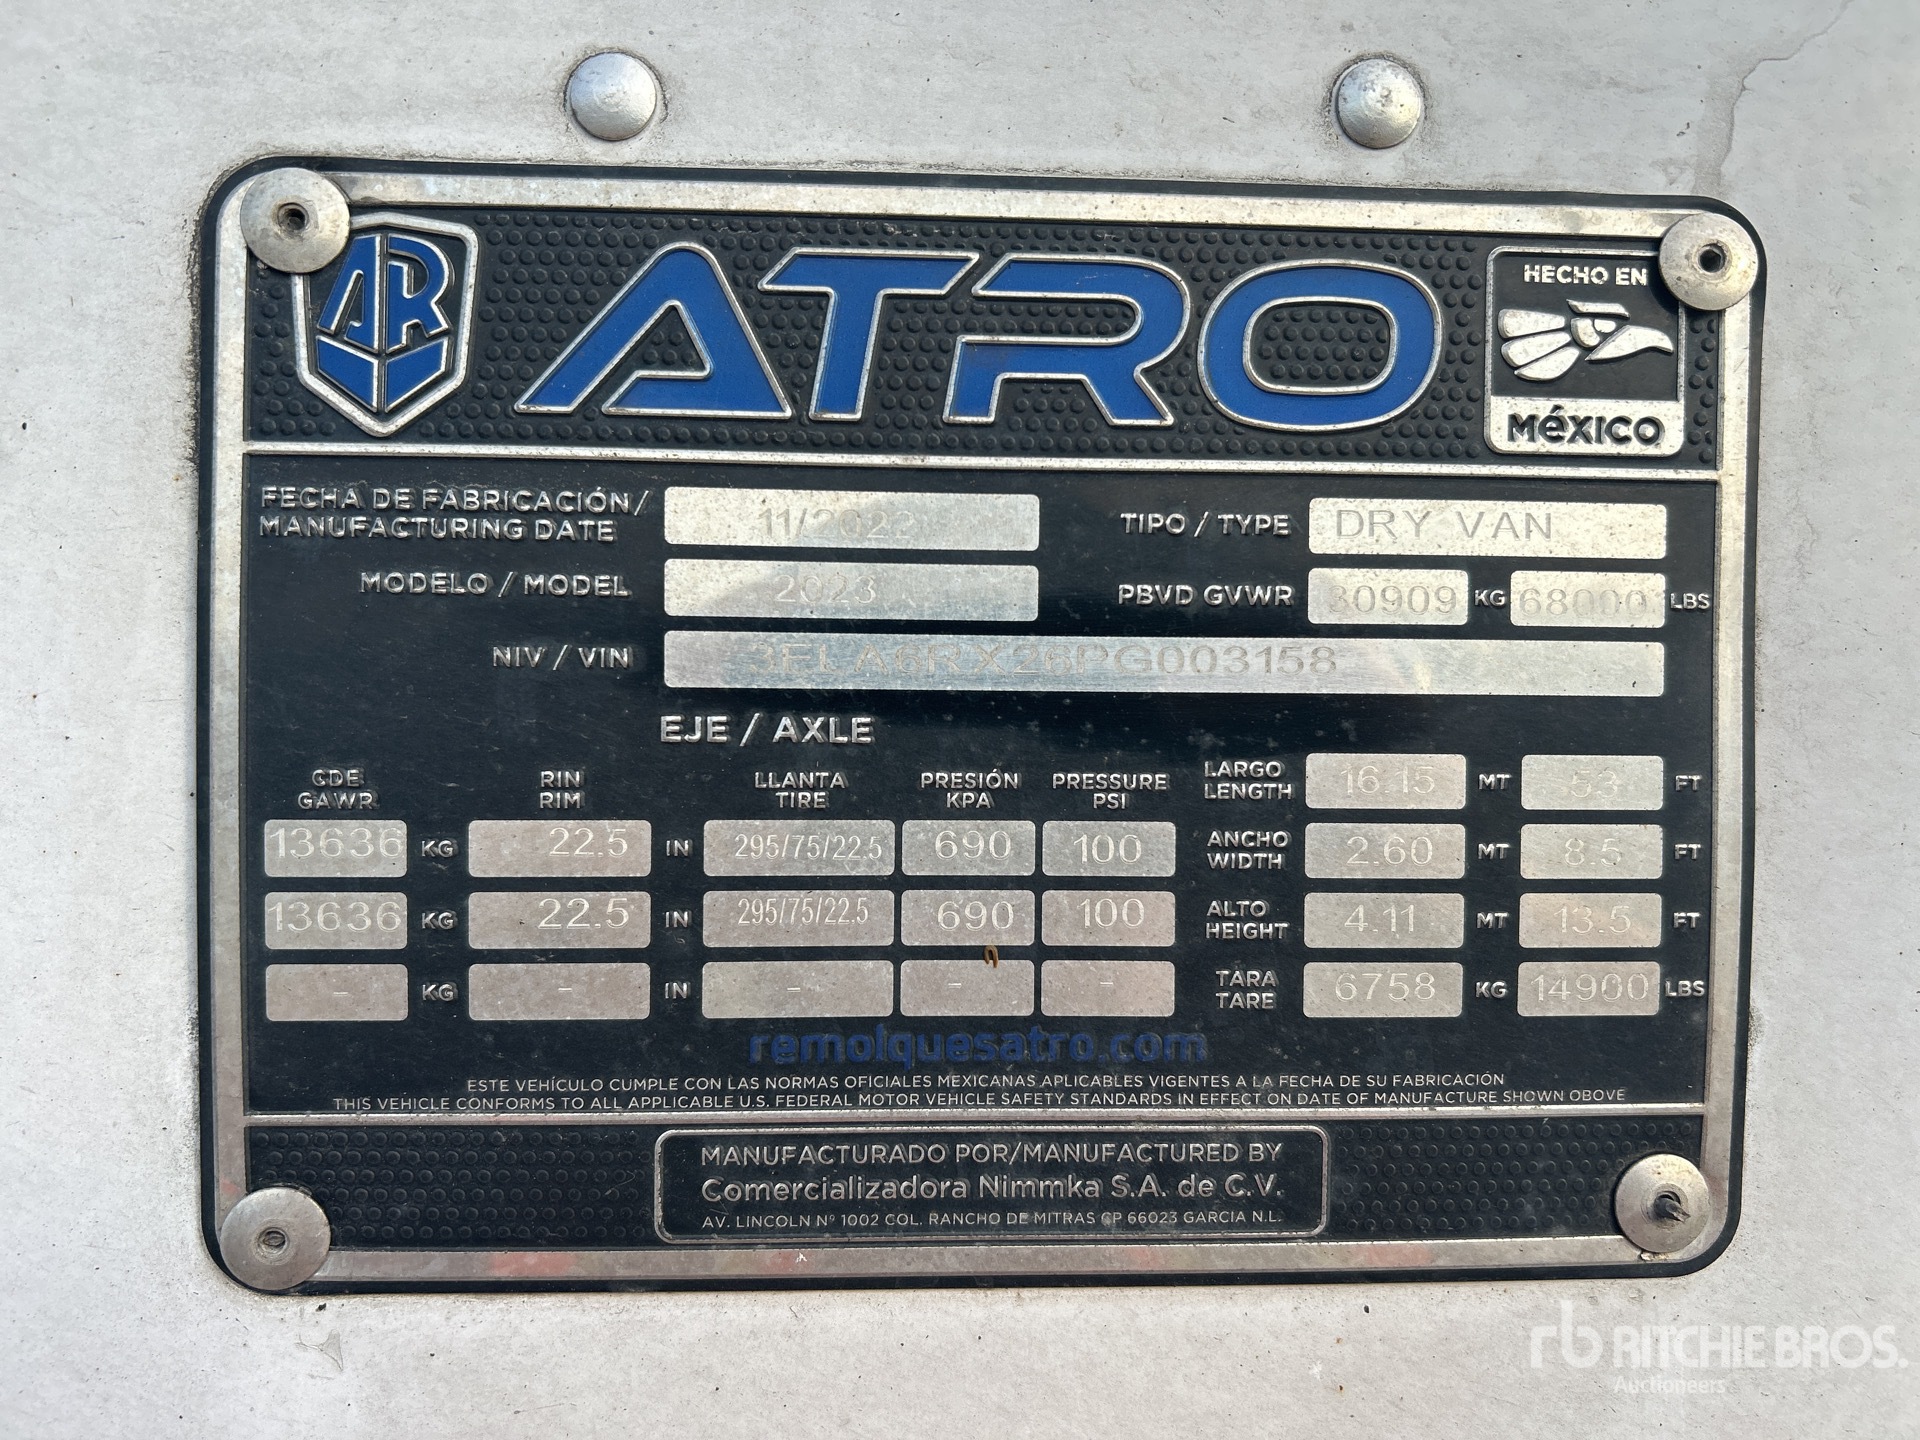 AR ATRO
HECHO EN
MéXICO
FECHA DE FABRICACIÓN/
MANUFACTURING DATE 11/2022
TIPO / TYPE DRY VAN
MODELO / MODEL 2023
PBVD GVWR 30909 KG 68000 LBS
NIV / VIN 3ELA6RX26PG003158
EJE / AXLE
CDE GAWR RIN RIM LLANTA TIRE PRESIÓN KPA PRESSURE PSI
13636 KG 22.5 IN 295/75/22.5 690 100
13636 KG 22.5 IN 295/75/22.5 690 100
- KG - IN - - -
LARGO LENGTH 16.15 MT 53 FT
ANCHO WIDTH 2.60 MT 8.5 FT
ALTO HEIGHT 4.11 MT 13.5 FT
TARA TARE 6758 KG 14900 LBS
remolquesatro.com
ESTE VEHÍCULO CUMPLE CON LAS NORMAS OFICIALES MEXICANAS APLICABLES VIGENTES A LA FECHA DE SU FABRICACIÓN
THIS VEHICLE CONFORMS TO ALL APPLICABLE U.S. FEDERAL MOTOR VEHICLE SAFETY STANDARDS IN EFFECT ON DATE OF MANUFACTURE SHOWN OBOVE
MANUFACTURADO POR/MANUFACTURED BY
Comercializadora Nimmka S.A. de C.V.
AV. LINCOLN Nº 1002 COL. RANCHO DE MITRAS CP 66023 GARCIA N.L.
rb RITCHIE BROS.
Auctioneers